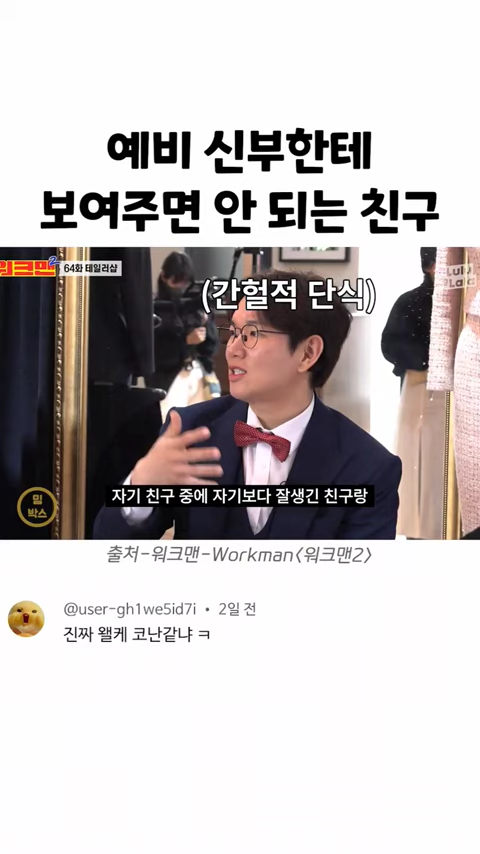 예비 신부한테
보여주면 안 되는 친구
워크맨2
64화 테일러샵
(간헐적 단식)
LuLu
Lala
자기 친구 중에 자기보다 잘생긴 친구랑
밈
박스
출처-워크맨-Workman<워크맨2>
@user-gh1we5id7i • 2일 전
진짜 왤케 코난같냐 ㅋ